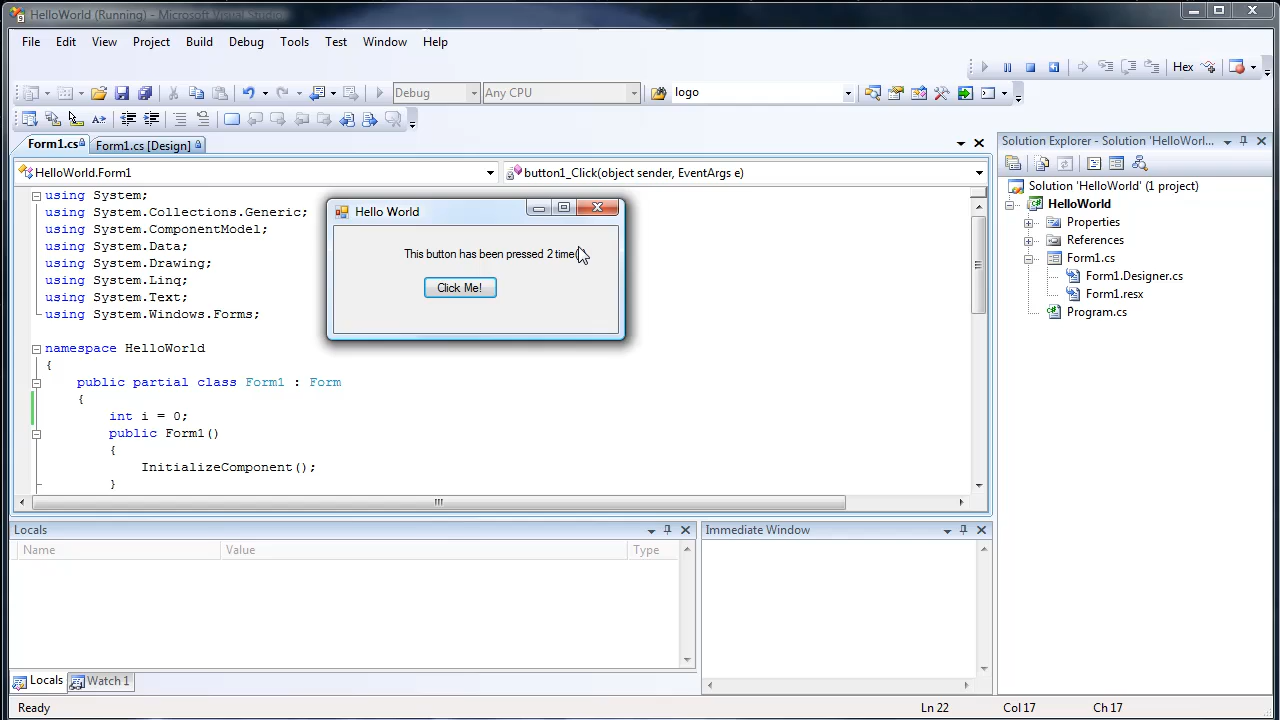 HelloWorld (Running) - Microsoft Visual Studio
File Edit View Project Build Debug Tools Test Window Help
Hex
Debug Any CPU logo
Form1.cs Form1.cs [Design]
HelloWorld.Form1 button1_Click(object sender, EventArgs e)
using System;
using System.Collections.Generic;
using System.ComponentModel;
using System.Data;
using System.Drawing;
using System.Linq;
using System.Text;
using System.Windows.Forms;
namespace HelloWorld
{
public partial class Form1 : Form
{
int i = 0;
public Form1()
{
InitializeComponent();
}
Hello World
This button has been pressed 2 time(
Click Me!
Solution Explorer - Solution 'HelloWorl...
Solution 'HelloWorld' (1 project)
HelloWorld
Properties
References
Form1.cs
Form1.Designer.cs
Form1.resx
Program.cs
Locals
Name Value Type
Immediate Window
Locals Watch 1
Ready Ln 22 Col 17 Ch 17